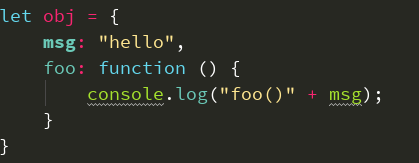 let obj = {
    msg: "hello",
    foo: function () {
        console.log("foo()" + msg);
    }
}